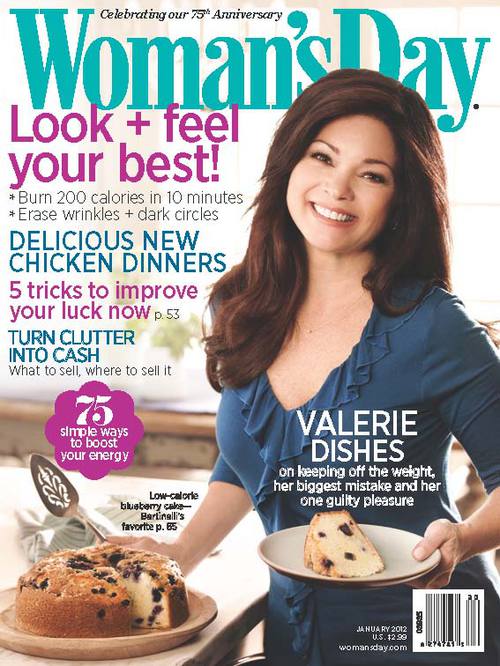 Celebrating our 75th Anniversary
Woman's Day
Look + feel
your best!
* Burn 200 calories in 10 minutes
* Erase wrinkles + dark circles
DELICIOUS NEW
CHICKEN DINNERS
5 tricks to improve
your luck now p. 53
TURN CLUTTER
INTO CASH
What to sell, where to sell it
75
simple ways
to boost
your energy
VALERIE
DISHES
on keeping off the weight,
her biggest mistake and her
one guilty pleasure
Low-calorie
blueberry cake—
Bertinelli's
favorite p. 65
JANUARY 2012
U.S. $2.99
womansday.com